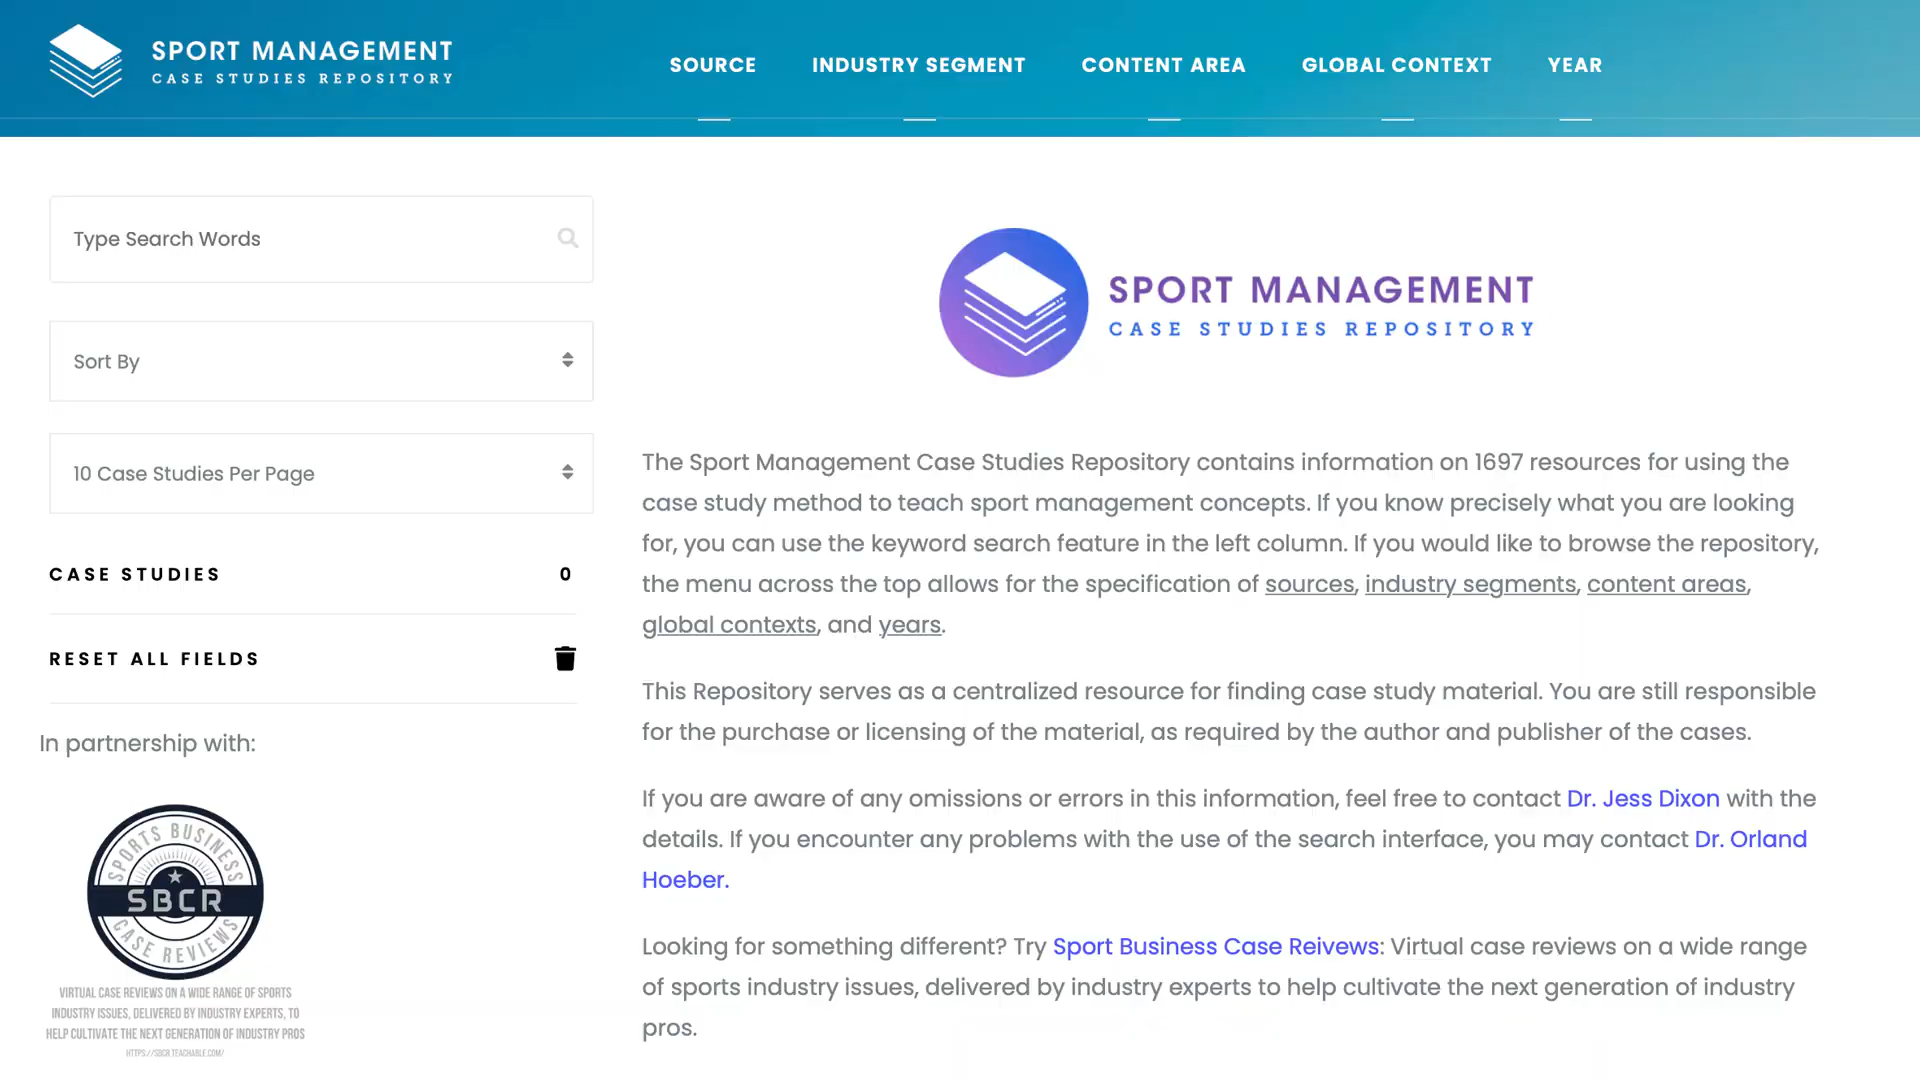 SPORT MANAGEMENT
CASE STUDIES REPOSITORY
SOURCE
INDUSTRY SEGMENT
CONTENT AREA
GLOBAL CONTEXT
YEAR
Type Search Words
Sort By
10 Case Studies Per Page
CASE STUDIES 0
RESET ALL FIELDS
In partnership with:
SPORTS BUSINESS
SBCR
CASE REVIEWS
VIRTUAL CASE REVIEWS ON A WIDE RANGE OF SPORTS
INDUSTRY ISSUES, DELIVERED BY INDUSTRY EXPERTS, TO
HELP CULTIVATE THE NEXT GENERATION OF INDUSTRY PROS
HTTPS://SBCR.TEACHABLE.COM/
SPORT MANAGEMENT
CASE STUDIES REPOSITORY
The Sport Management Case Studies Repository contains information on 1697 resources for using the
case study method to teach sport management concepts. If you know precisely what you are looking
for, you can use the keyword search feature in the left column. If you would like to browse the repository,
the menu across the top allows for the specification of sources, industry segments, content areas,
global contexts, and years.
This Repository serves as a centralized resource for finding case study material. You are still responsible
for the purchase or licensing of the material, as required by the author and publisher of the cases.
If you are aware of any omissions or errors in this information, feel free to contact Dr. Jess Dixon with the
details. If you encounter any problems with the use of the search interface, you may contact Dr. Orland
Hoeber.
Looking for something different? Try Sport Business Case Reivews: Virtual case reviews on a wide range
of sports industry issues, delivered by industry experts to help cultivate the next generation of industry
pros.